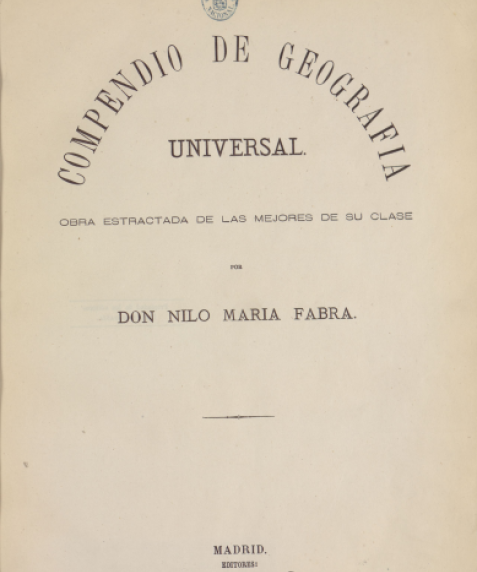 COMPENDIO DE GEOGRAFIA
UNIVERSAL.
OBRA ESTRACTADA DE LAS MEJORES DE SU CLASE
POR
DON NILO MARIA FABRA.
MADRID.
EDITORES: